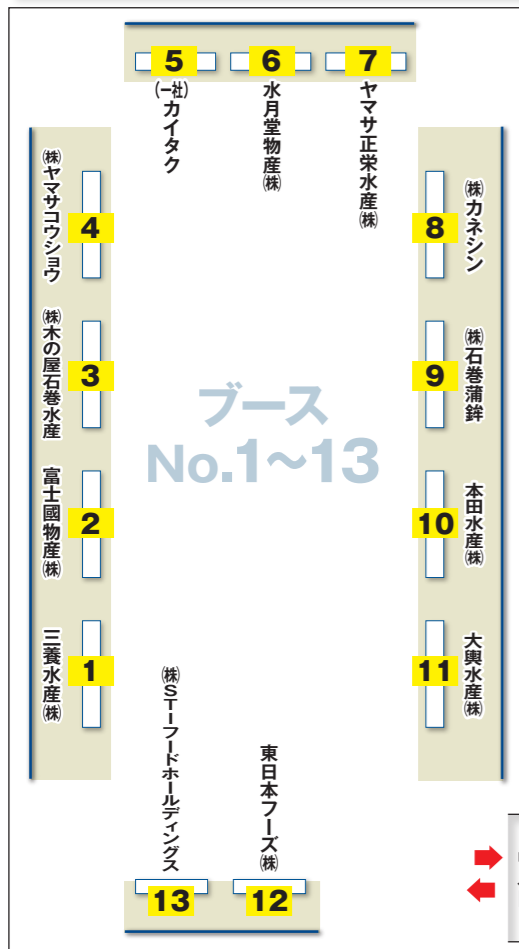 5
(一社)カイタク
6
水月堂物産㈱
7
ヤマサ正栄水産㈱
4
㈱ヤマサコウショウ
3
㈱木の屋石巻水産
2
富士國物産㈱
1
三養水産㈱
8
㈱カネシン
9
㈱石巻蒲鉾
10
本田水産㈱
11
大興水産㈱
ブース
No.1~13
13
㈱STIフードホールディングス
12
東日本フーズ㈱